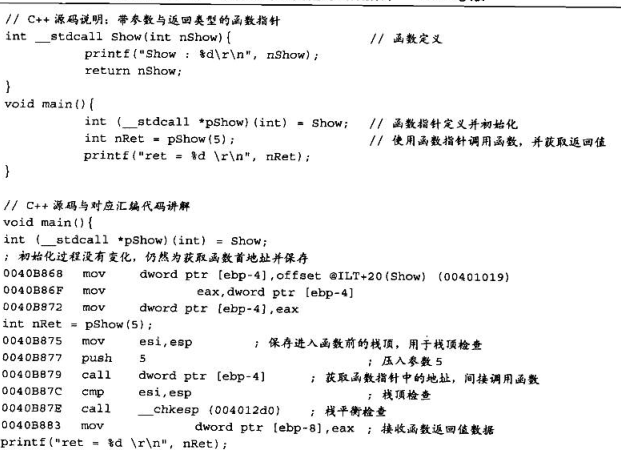 // C++ 源码说明：带参数与返回类型的函数指针
int __stdcall Show(int nShow){ // 函数定义
printf("Show : %d\r\n", nShow);
return nShow;
}
void main(){
int (__stdcall *pShow)(int) = Show; // 函数指针定义并初始化
int nRet = pShow(5); // 使用函数指针调用函数，并获取返回值
printf("ret = %d \r\n", nRet);
}
// C++ 源码与对应汇编代码讲解
void main(){
int (__stdcall *pShow)(int) = Show;
; 初始化过程没有变化，仍然为获取函数首地址并保存
0040B868 mov dword ptr [ebp-4],offset @ILT+20(Show) (00401019)
0040B86F mov eax,dword ptr [ebp-4]
0040B872 mov dword ptr [ebp-4],eax
int nRet = pShow(5);
0040B875 mov esi,esp ; 保存进入函数前的栈顶，用于栈顶检查
0040B877 push 5 ; 压入参数 5
0040B879 call dword ptr [ebp-4] ; 获取函数指针中的地址，间接调用函数
0040B87C cmp esi,esp ; 栈顶检查
0040B87E call __chkesp (004012d0) ; 栈平衡检查
0040B883 mov dword ptr [ebp-8],eax ; 接收函数返回值数据
printf("ret = %d \r\n", nRet);